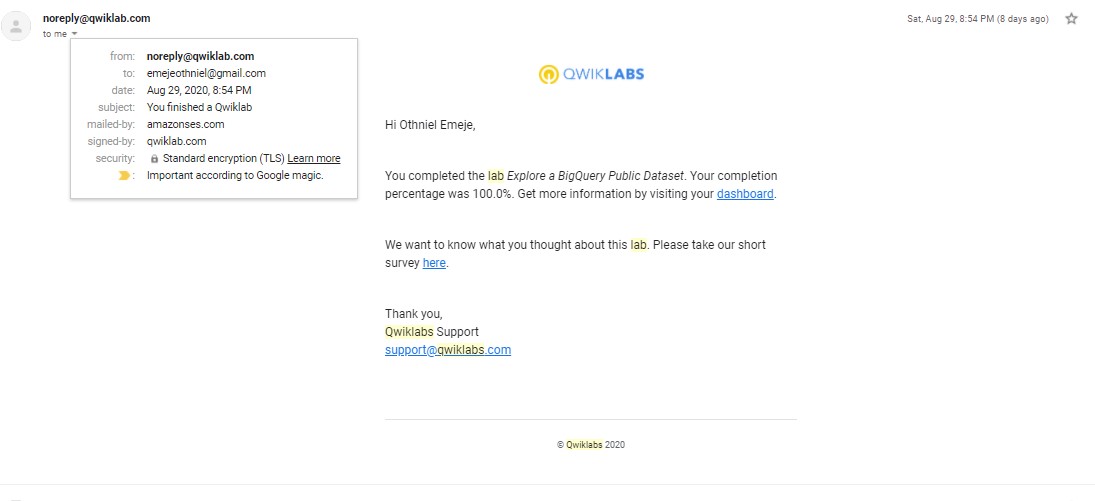 noreply@qwiklab.com
Sat, Aug 29, 8:54 PM (8 days ago)
to me
from: noreply@qwiklab.com
to: emejeothniel@gmail.com
date: Aug 29, 2020, 8:54 PM
subject: You finished a Qwiklab
mailed-by: amazonses.com
signed-by: qwiklab.com
security: Standard encryption (TLS) Learn more
: Important according to Google magic.
QWIKLABS
Hi Othniel Emeje,
You completed the lab Explore a BigQuery Public Dataset. Your completion
percentage was 100.0%. Get more information by visiting your dashboard.
We want to know what you thought about this lab. Please take our short
survey here.
Thank you,
Qwiklabs Support
support@qwiklabs.com
© Qwiklabs 2020